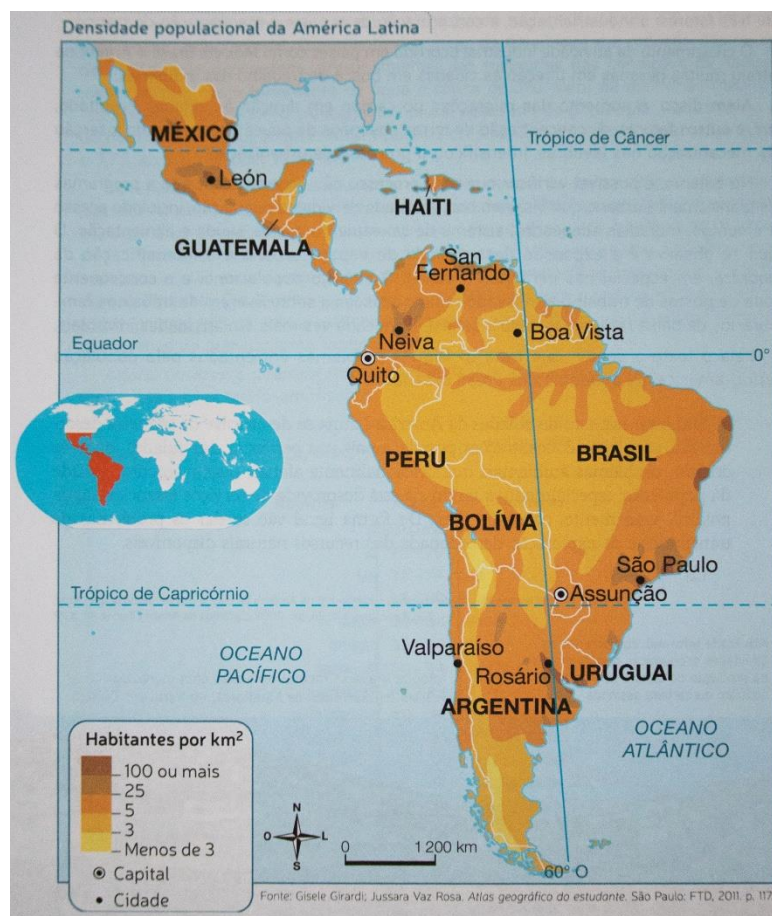 Densidade populacional da América Latina
MÉXICO
Trópico de Câncer
León
HAITI
GUATEMALA
San
Fernando
Neiva
Boa Vista
Equador
0°
Quito
PERU
BRASIL
BOLÍVIA
São Paulo
Trópico de Capricórnio
Assunção
OCEANO
PACÍFICO
Valparaíso
Rosário
URUGUAI
ARGENTINA
OCEANO
ATLÂNTICO
Habitantes por km²
100 ou mais
25
5
3
Menos de 3
Capital
Cidade
N
O
L
S
0
1 200 km
60° O
Fonte: Gisele Girardi; Jussara Vaz Rosa. Atlas geográfico do estudante. São Paulo: FTD, 2011. p. 117